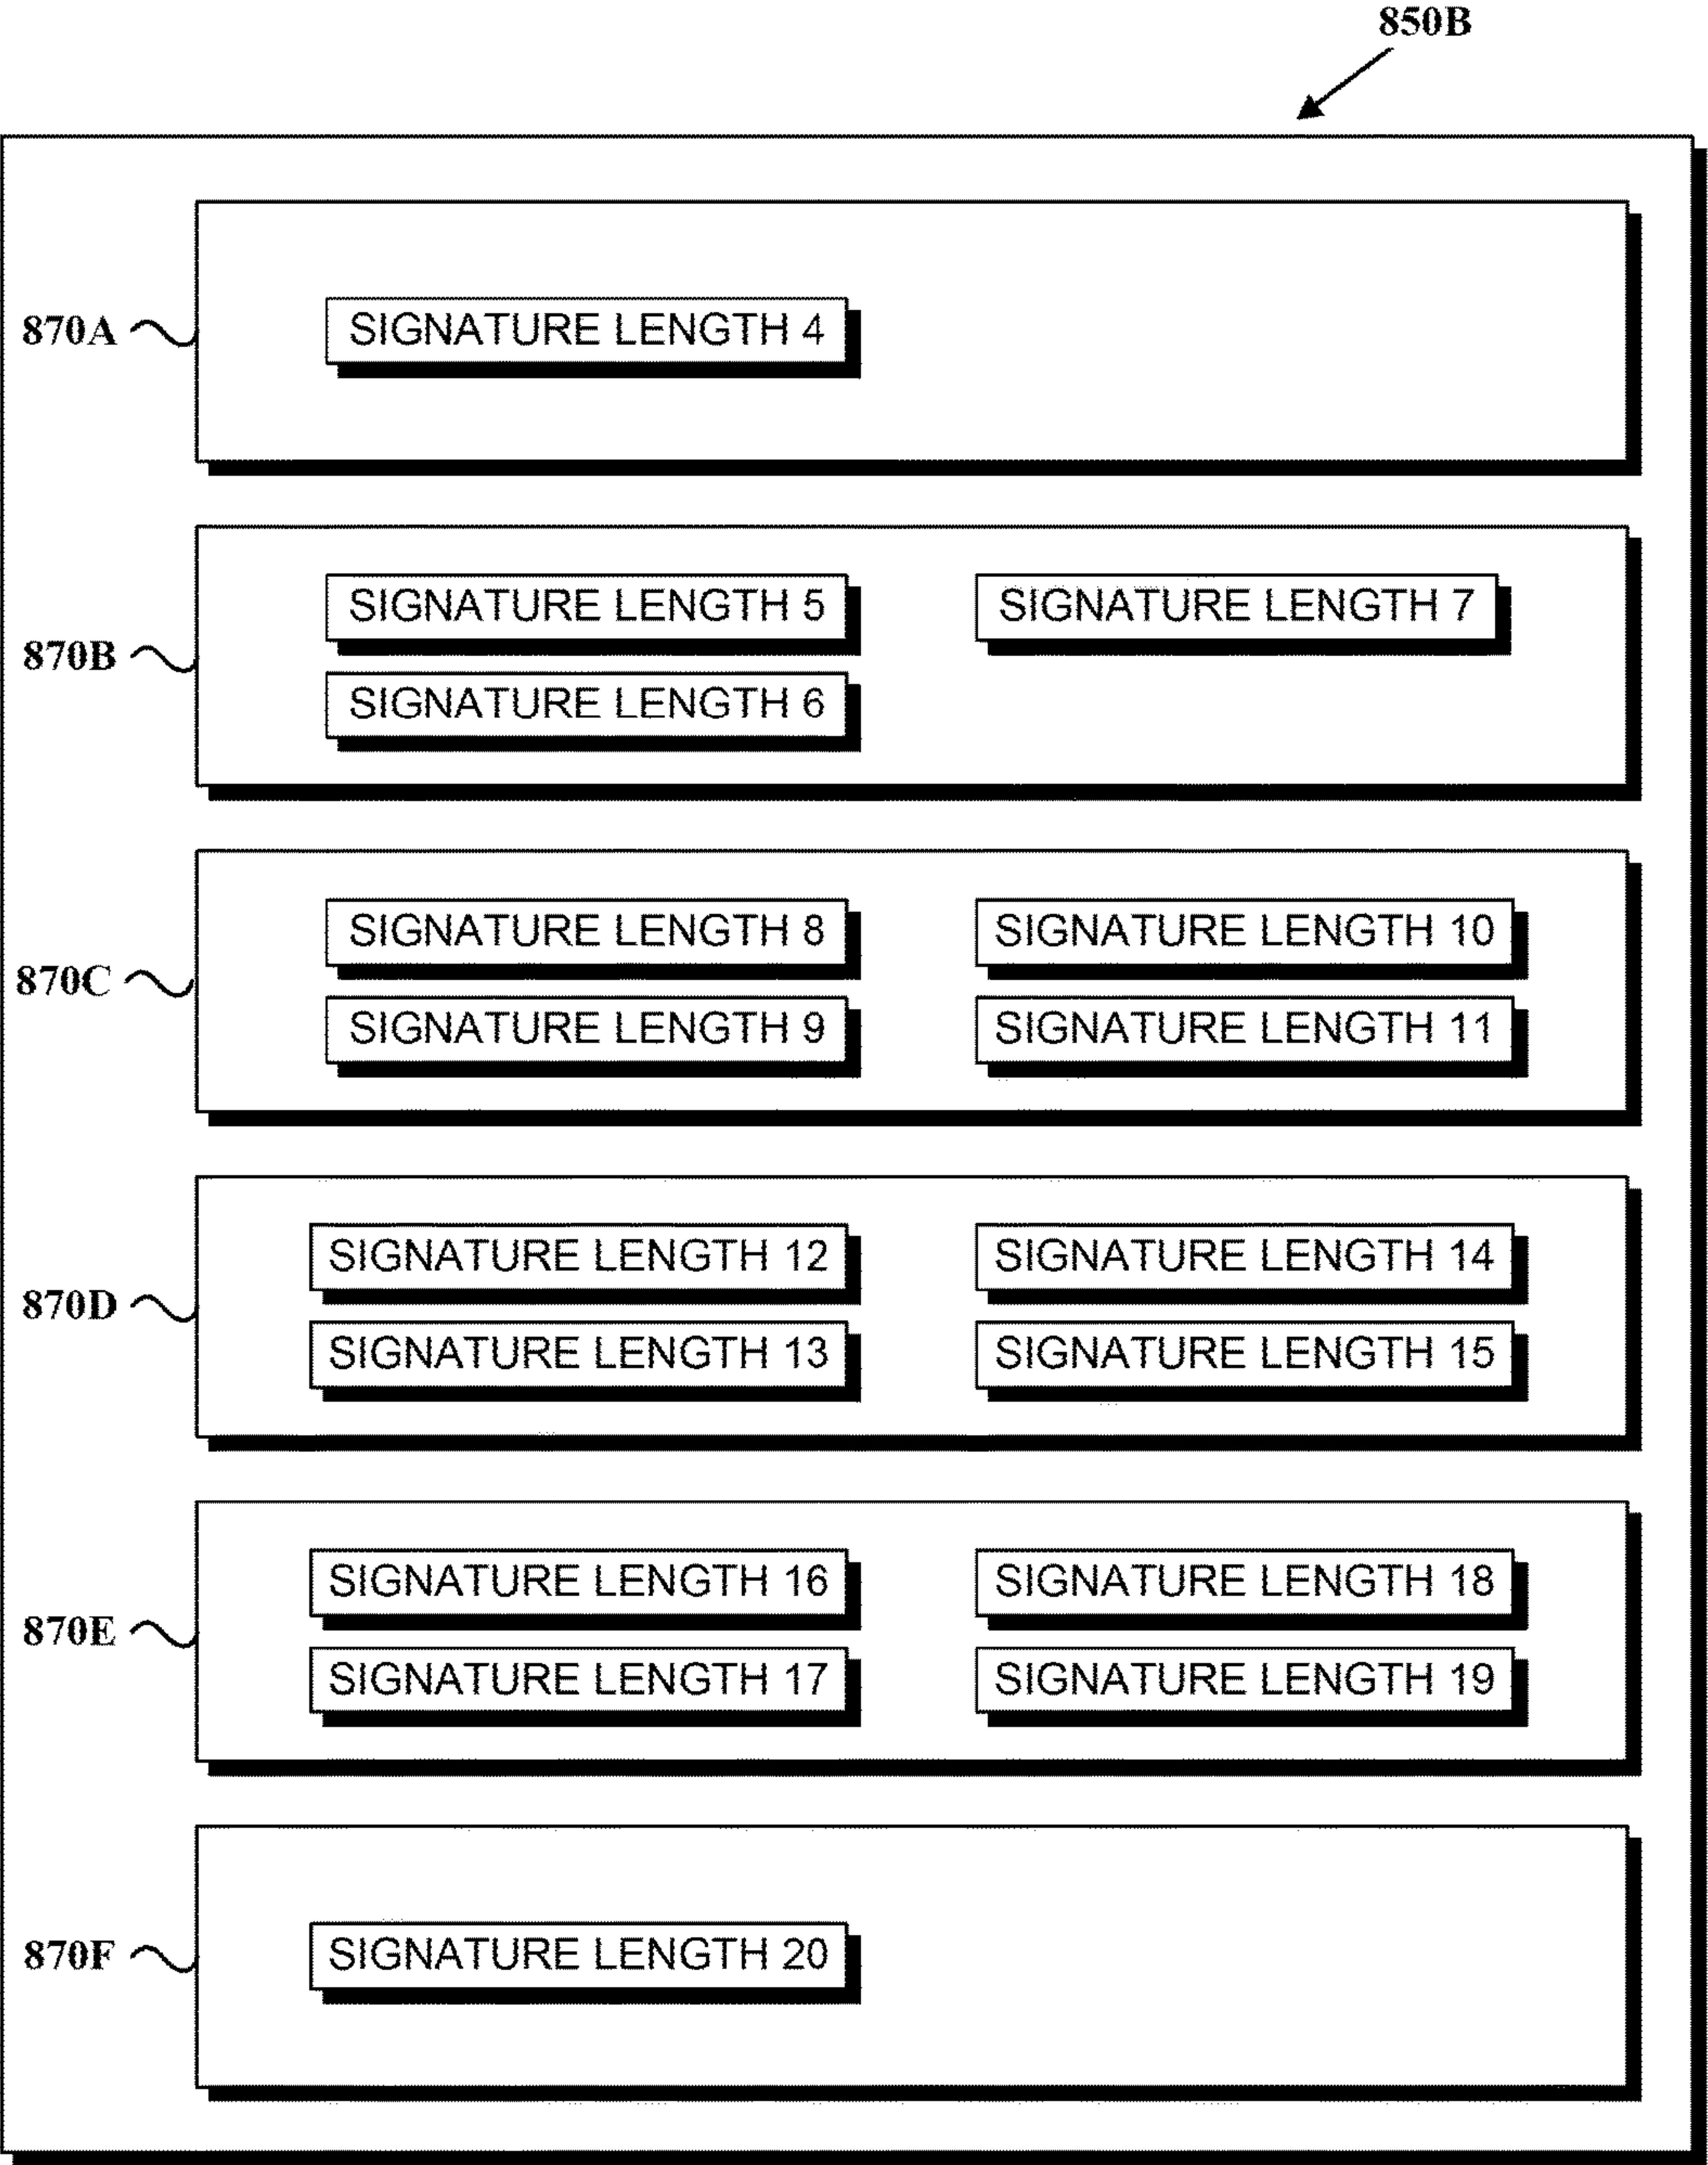 850B
870A
SIGNATURE LENGTH 4
870B
SIGNATURE LENGTH 5
SIGNATURE LENGTH 7
SIGNATURE LENGTH 6
870C
SIGNATURE LENGTH 8
SIGNATURE LENGTH 10
SIGNATURE LENGTH 9
SIGNATURE LENGTH 11
870D
SIGNATURE LENGTH 12
SIGNATURE LENGTH 14
SIGNATURE LENGTH 13
SIGNATURE LENGTH 15
870E
SIGNATURE LENGTH 16
SIGNATURE LENGTH 18
SIGNATURE LENGTH 17
SIGNATURE LENGTH 19
870F
SIGNATURE LENGTH 20